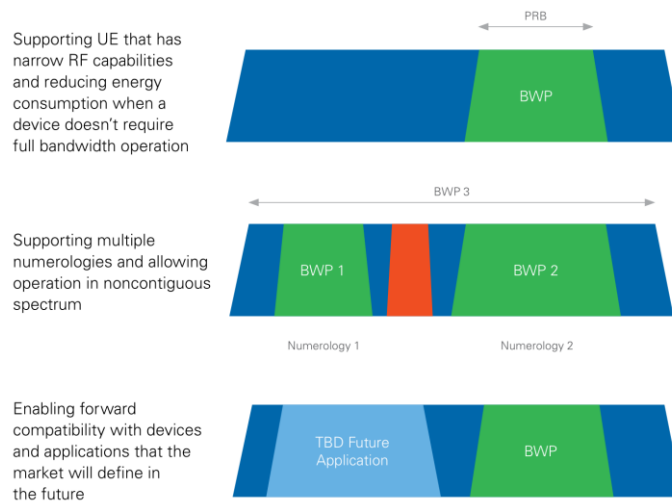 Supporting UE that has
narrow RF capabilities
and reducing energy
consumption when a
device doesn't require
full bandwidth operation
PRB
BWP
Supporting multiple
numerologies and allowing
operation in noncontiguous
spectrum
BWP 3
BWP 1
BWP 2
Numerology 1
Numerology 2
Enabling forward
compatibility with devices
and applications that the
market will define in
the future
TBD Future
Application
BWP